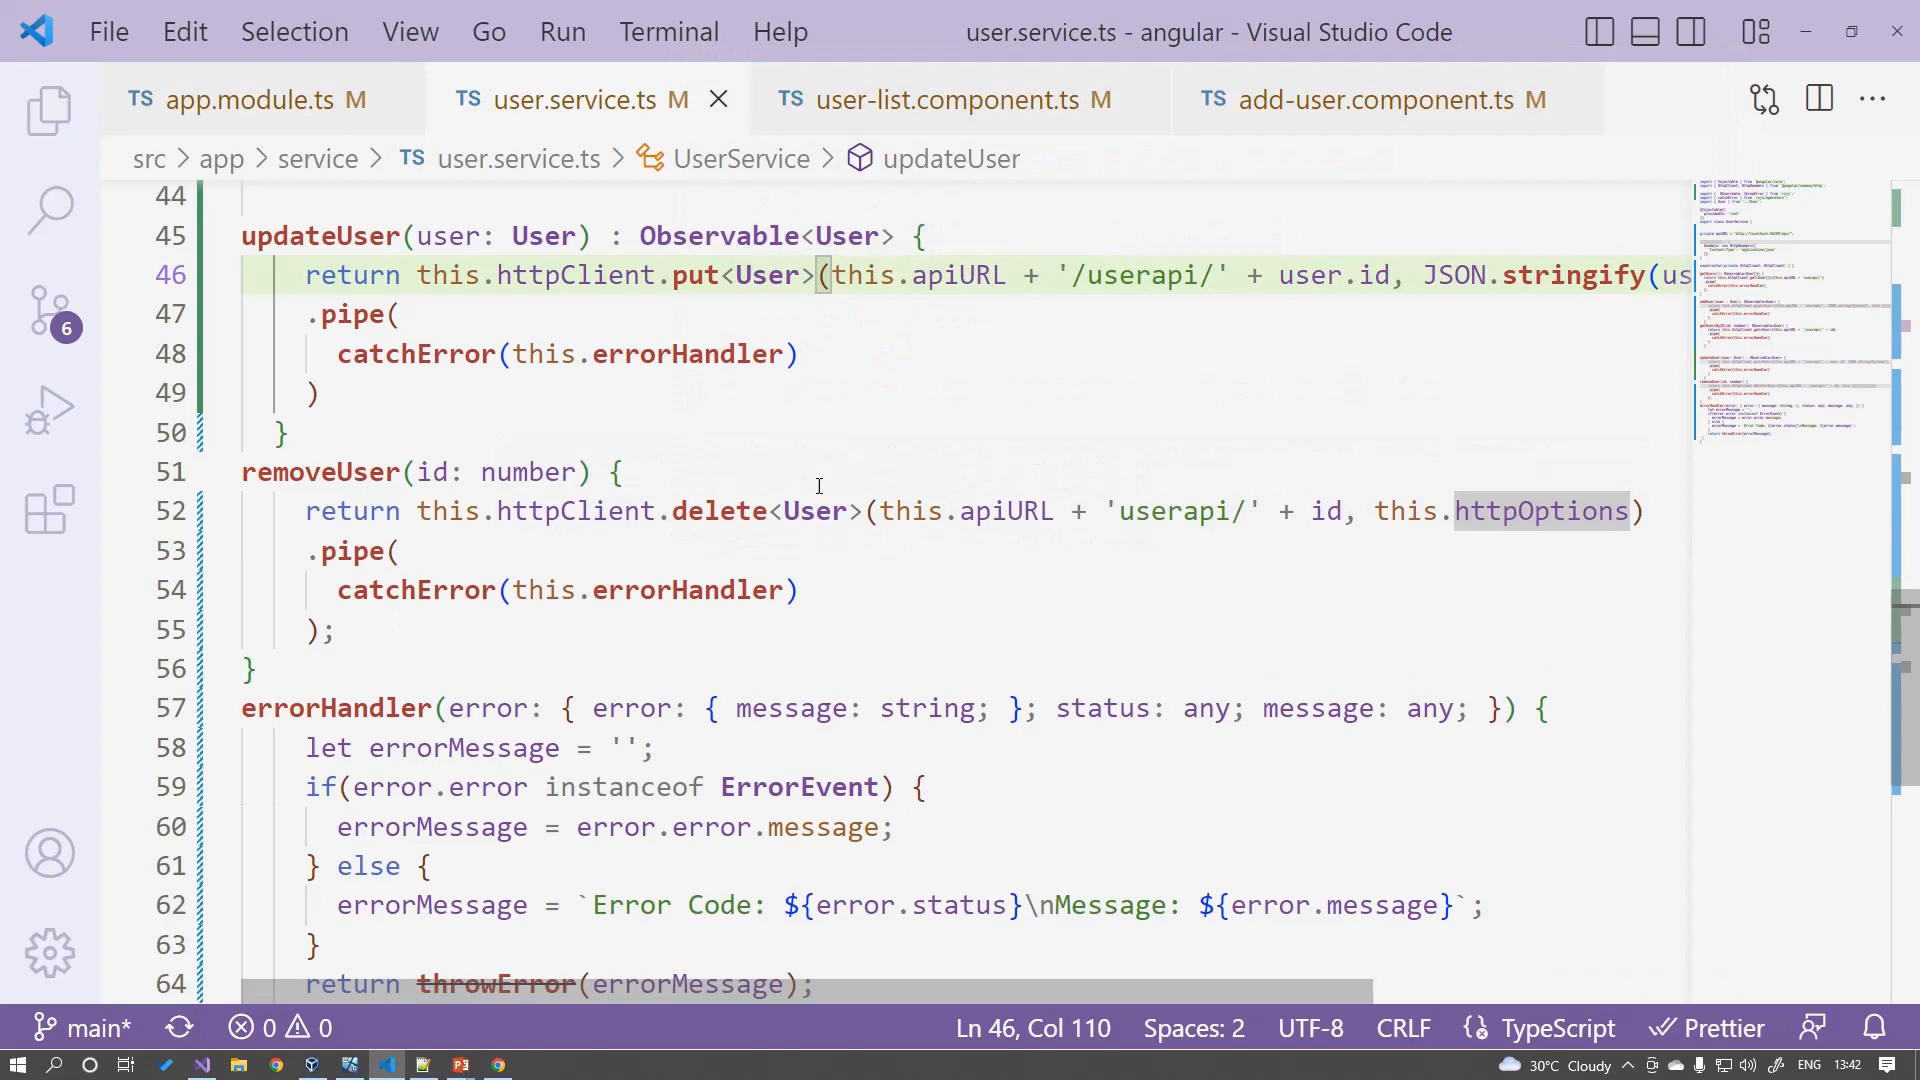 File Edit Selection View Go Run Terminal Help user.service.ts - angular - Visual Studio Code
TS app.module.ts M TS user.service.ts M TS user-list.component.ts M TS add-user.component.ts M
src > app > service > TS user.service.ts > UserService > updateUser
44
45 updateUser(user: User) : Observable<User> {
46 return this.httpClient.put<User>(this.apiURL + '/userapi/' + user.id, JSON.stringify(us
47 .pipe(
48 catchError(this.errorHandler)
49 )
50 }
51 removeUser(id: number) {
52 return this.httpClient.delete<User>(this.apiURL + 'userapi/' + id, this.httpOptions)
53 .pipe(
54 catchError(this.errorHandler)
55 );
56 }
57 errorHandler(error: { error: { message: string; }; status: any; message: any; }) {
58 let errorMessage = '';
59 if(error.error instanceof ErrorEvent) {
60 errorMessage = error.error.message;
61 } else {
62 errorMessage = `Error Code: ${error.status}\nMessage: ${error.message}`;
63 }
64 return throwError(errorMessage);
6
main* 0 0 Ln 46, Col 110 Spaces: 2 UTF-8 CRLF {} TypeScript Prettier
30°C Cloudy ENG 13:42